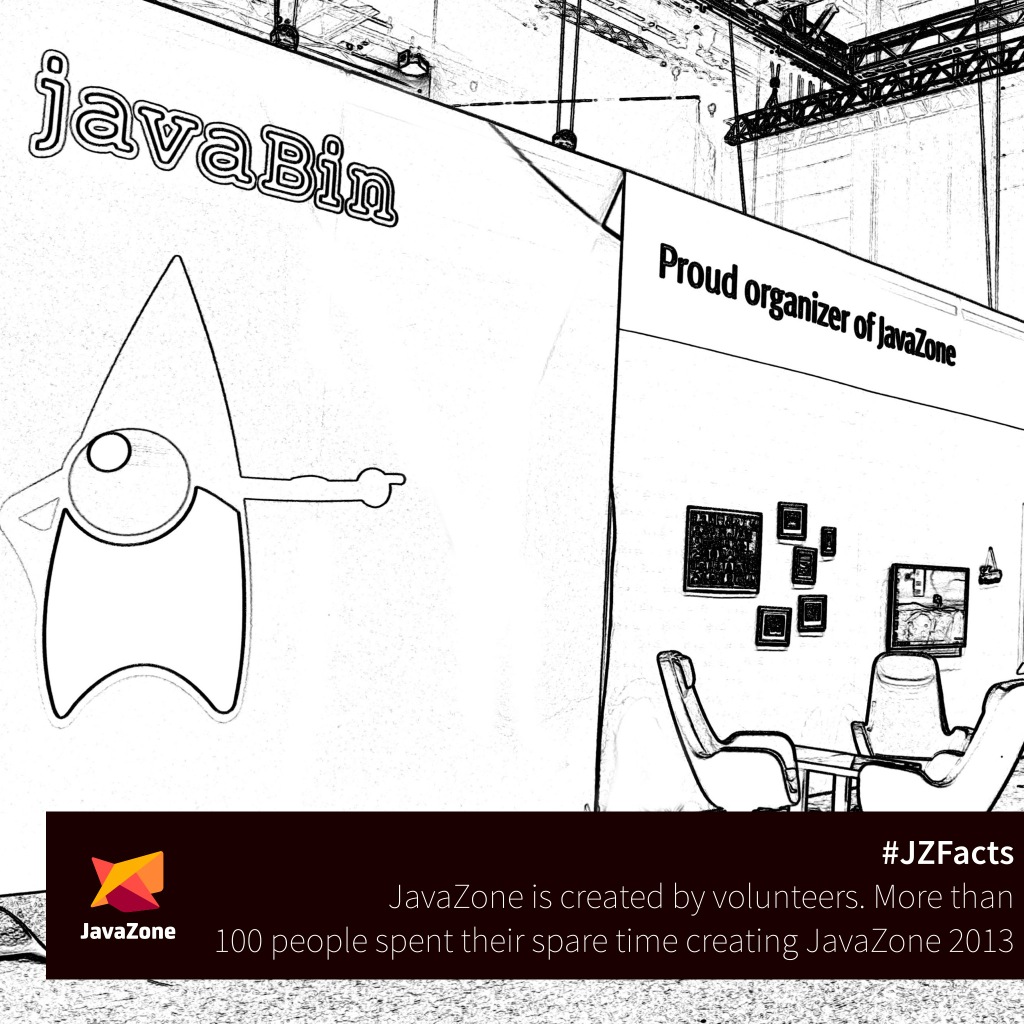 javaBin
Proud organizer of JavaZone
#JZFacts
JavaZone is created by volunteers. More than
100 people spent their spare time creating JavaZone 2013
JavaZone